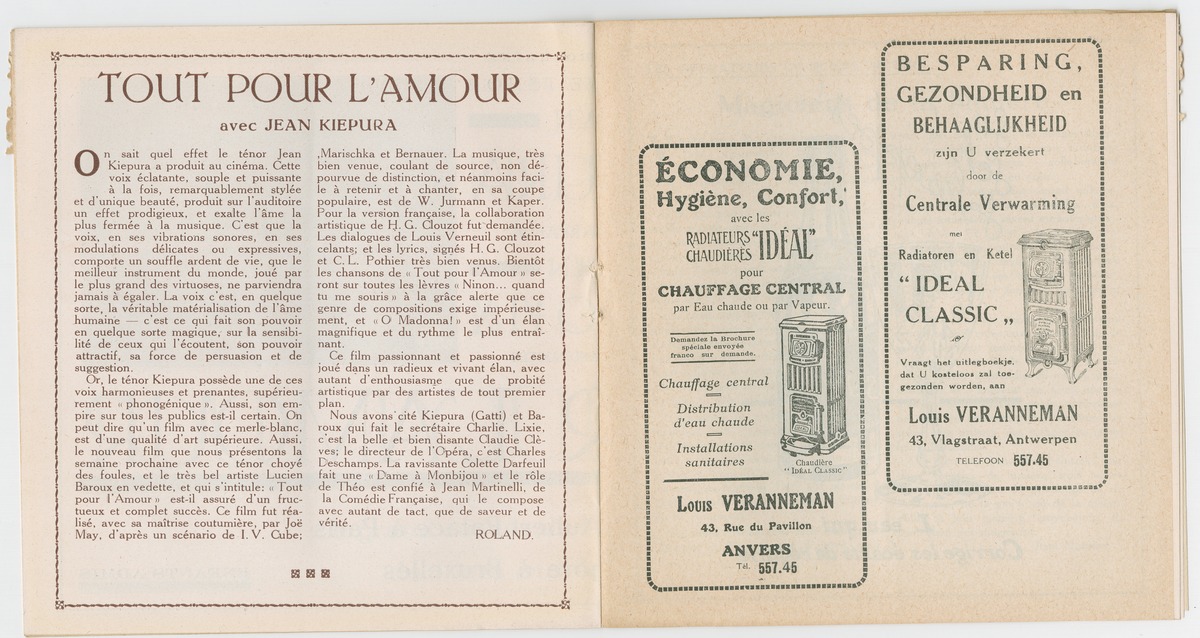 TOUT POUR L'AMOUR
avec JEAN KIEPURA
On sait quel effet le ténor Jean
Kiepura a produit au cinéma. Cette
voix éclatante, souple et puissante
à la fois, remarquablement stylée
et d'unique beauté, produit sur l'auditoire
un effet prodigieux, et exalte l'âme la
plus fermée à la musique. C'est que la
voix, en ses vibrations sonores, en ses
modulations délicates ou expressives,
comporte un souffle ardent de vie, que le
meilleur instrument du monde, joué par
le plus grand des virtuoses, ne parviendra
jamais à égaler. La voix c'est, en quelque
sorte, la véritable matérialisation de l'âme
humaine — c'est ce qui fait son pouvoir
en quelque sorte magique, sur la sensibi-
lité de ceux qui l'écoutent, son pouvoir
attractif, sa force de persuasion et de
suggestion.
Or, le ténor Kiepura possède une de ces
voix harmonieuses et prenantes, supérieu-
rement « phonogénique ». Aussi, son em-
pire sur tous les publics est-il certain. On
peut dire qu'un film avec ce merle-blanc,
est d'une qualité d'art supérieure. Aussi,
le nouveau film que nous présentons la
semaine prochaine avec ce ténor choyé
des foules, et le très bel artiste Lucien
Baroux en vedette, et qui s'intitule: « Tout
pour l'Amour » est-il assuré d'un fruc-
tueux et complet succès. Ce film fut réa-
lisé, avec sa maîtrise coutumière, par Joë
May, d'après un scénario de I. V. Cube;
,Marischka et Bernauer. La musique, très
bien venue, coulant de source, non dé-
pourvue de distinction, et néanmoins faci-
le à retenir et à chanter, en sa coupe
populaire, est de W. Jurmann et Kaper.
Pour la version française, la collaboration
artistique de H. G. Clouzot fut demandée.
Les dialogues de Louis Verneuil sont étin-
celants; et les lyrics, signés H. G. Clouzot
et C. L. Pothier très bien venus. Bientôt
les chansons de « Tout pour l'Amour » se-
ront sur toutes les lèvres « Ninon... quand
tu me souris » à la grâce alerte que ce
genre de compositions exige impérieuse-
ment, et « O Madonna! » est d'un élan
magnifique et du rythme le plus entraî-
nant.
Ce film passionnant et passionné est
joué dans un radieux et vivant élan, avec
autant d'enthousiasme que de probité
artistique par des artistes de tout premier
plan.
Nous avons cité Kiepura (Gatti) et Ba-
roux qui fait le secrétaire Charlie. Lixie,
c'est la belle et bien disante Claudie Clè-
ves; le directeur de l'Opéra, c'est Charles
Deschamps. La ravissante Colette Darfeuil
fait une « Dame à Monbijou » et le rôle
de Théo est confié à Jean Martinelli, de
la Comédie Française, qui le compose
avec autant de tact, que de saveur et de
vérité.
ROLAND.
ÉCONOMIE,
Hygiène, Confort,
avec les
RADIATEURS
CHAUDIÈRES "IDÉAL"
pour
CHAUFFAGE CENTRAL
par Eau chaude ou par Vapeur.
Demandez la Brochure
spéciale envoyée
franco sur demande.
Chauffage central
Distribution
d'eau chaude
Installations
sanitaires
Chaudière
"IDEAL CLASSIC"
Louis VERANNEMAN
43, Rue du Pavillon
ANVERS
Tél. 557.45
BESPARING,
GEZONDHEID en
BEHAAGLIJKHEID
zijn U verzekert
door de
Centrale Verwarming
met
Radiatoren en Ketel
" IDEAL
CLASSIC „
Vraagt het uitlegboekje,
dat U kosteloos zal toe-
gezonden worden, aan
Louis VERANNEMAN
43, Vlagstraat, Antwerpen
TELEFOON 557.45